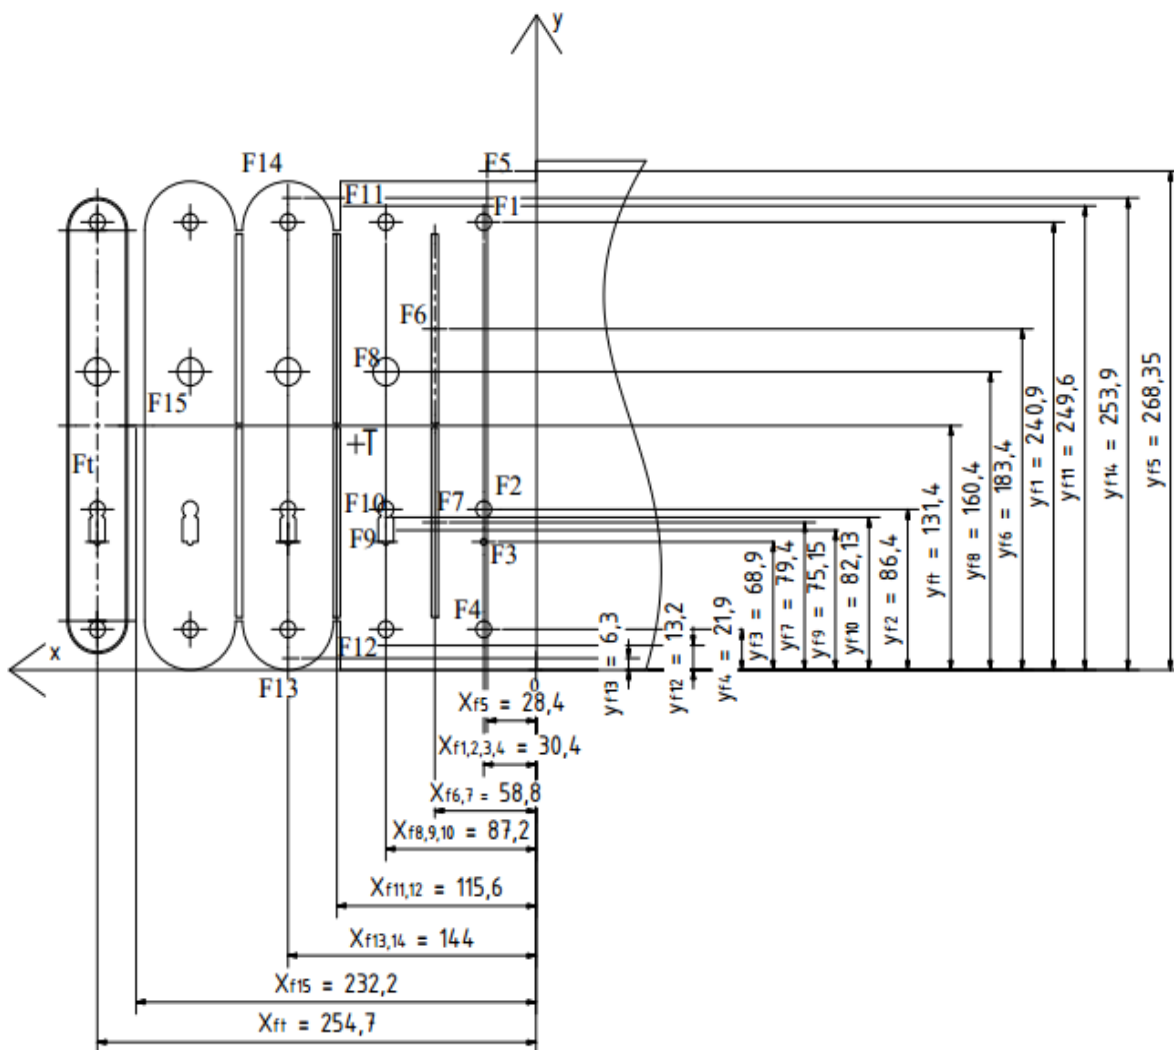 y
F14
F5
F11
F1
F6
F8
F15
+T
Ft
F10
F7
F2
F9
F3
F4
F12
F13
x
0
yf13 = 6,3
yf12 = 13,2
yf4 = 21,9
yf3 = 68,9
yf7 = 79,4
yf9 = 75,15
yf10 = 82,13
yf2 = 86,4
yft = 131,4
yf8 = 160,4
yf6 = 183,4
yf1 = 240,9
yf11 = 249,6
yf14 = 253,9
yf5 = 268,35
Xf5 = 28,4
Xf1,2,3,4 = 30,4
Xf6,7 = 58,8
Xf8,9,10 = 87,2
Xf11,12 = 115,6
Xf13,14 = 144
Xf15 = 232,2
Xft = 254,7